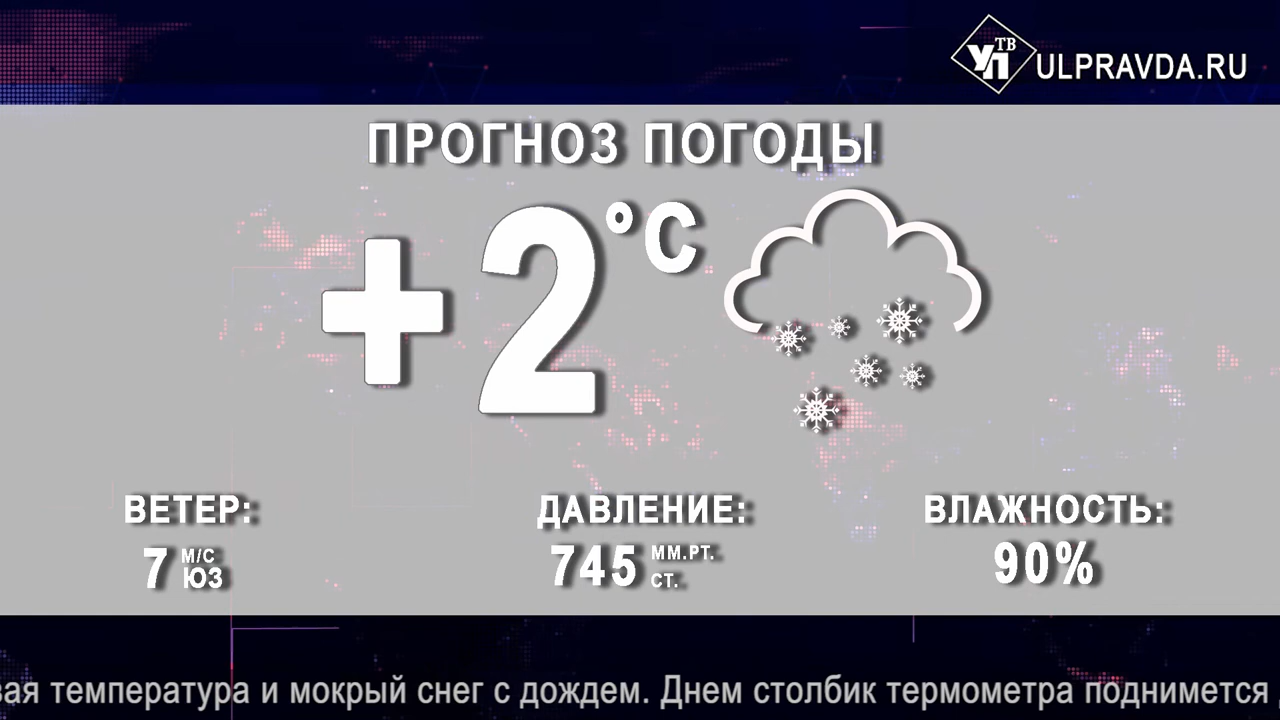 УП ТВ
ULPRAVDA.RU
ПРОГНОЗ ПОГОДЫ
+2°C
ВЕТЕР:
7 М/С ЮЗ
ДАВЛЕНИЕ:
745 ММ.РТ. СТ.
ВЛАЖНОСТЬ:
90%
температура и мокрый снег с дождем. Днем столбик термометра поднимется